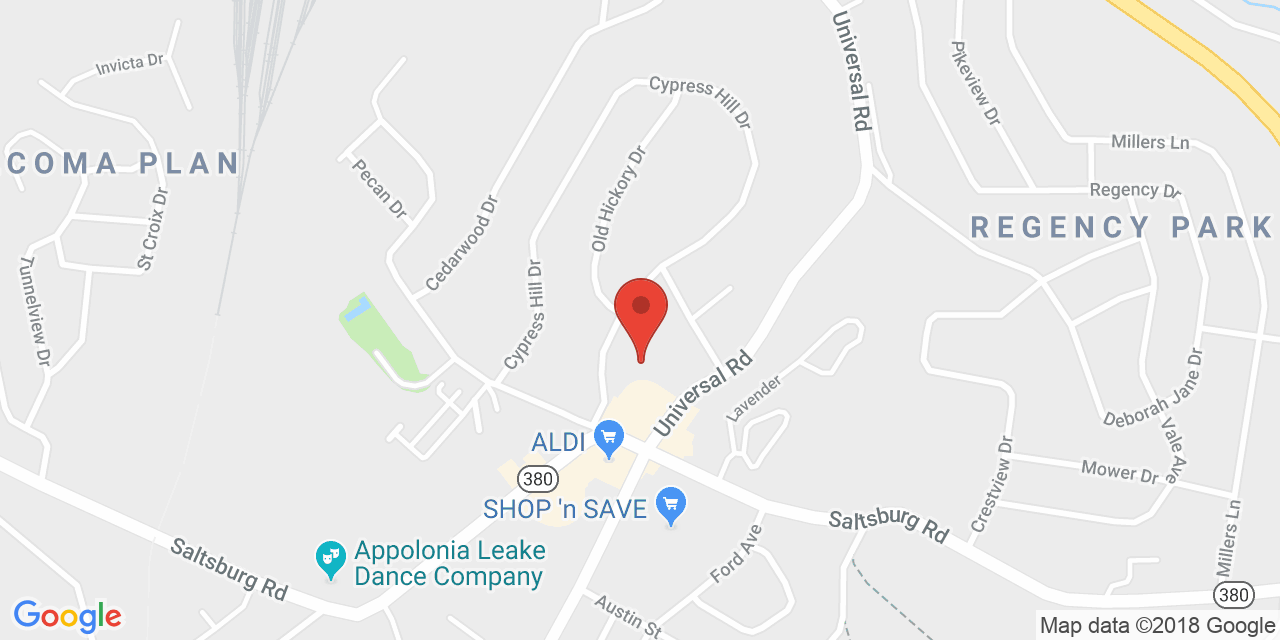 Universal Rd
Invicta Dr
Pikeview Dr
Cypress Hill Dr
Millers Ln
COMA PLAN
Pecan Dr
Old Hickory Dr
Regency Dr
St Croix Dr
Cedarwood Dr
REGENCY PARK
Tunnelview Dr
Cypress Hill Dr
Universal Rd
Lavender
Deborah Jane Dr
Vale Ave
ALDI
380
Mower Dr
Crestview Dr
SHOP 'n SAVE
Saltsburg Rd
Millers Ln
Appolonia Leake
Dance Company
Saltsburg Rd
Ford Ave
Austin St
380
Google
Map data ©2018 Google